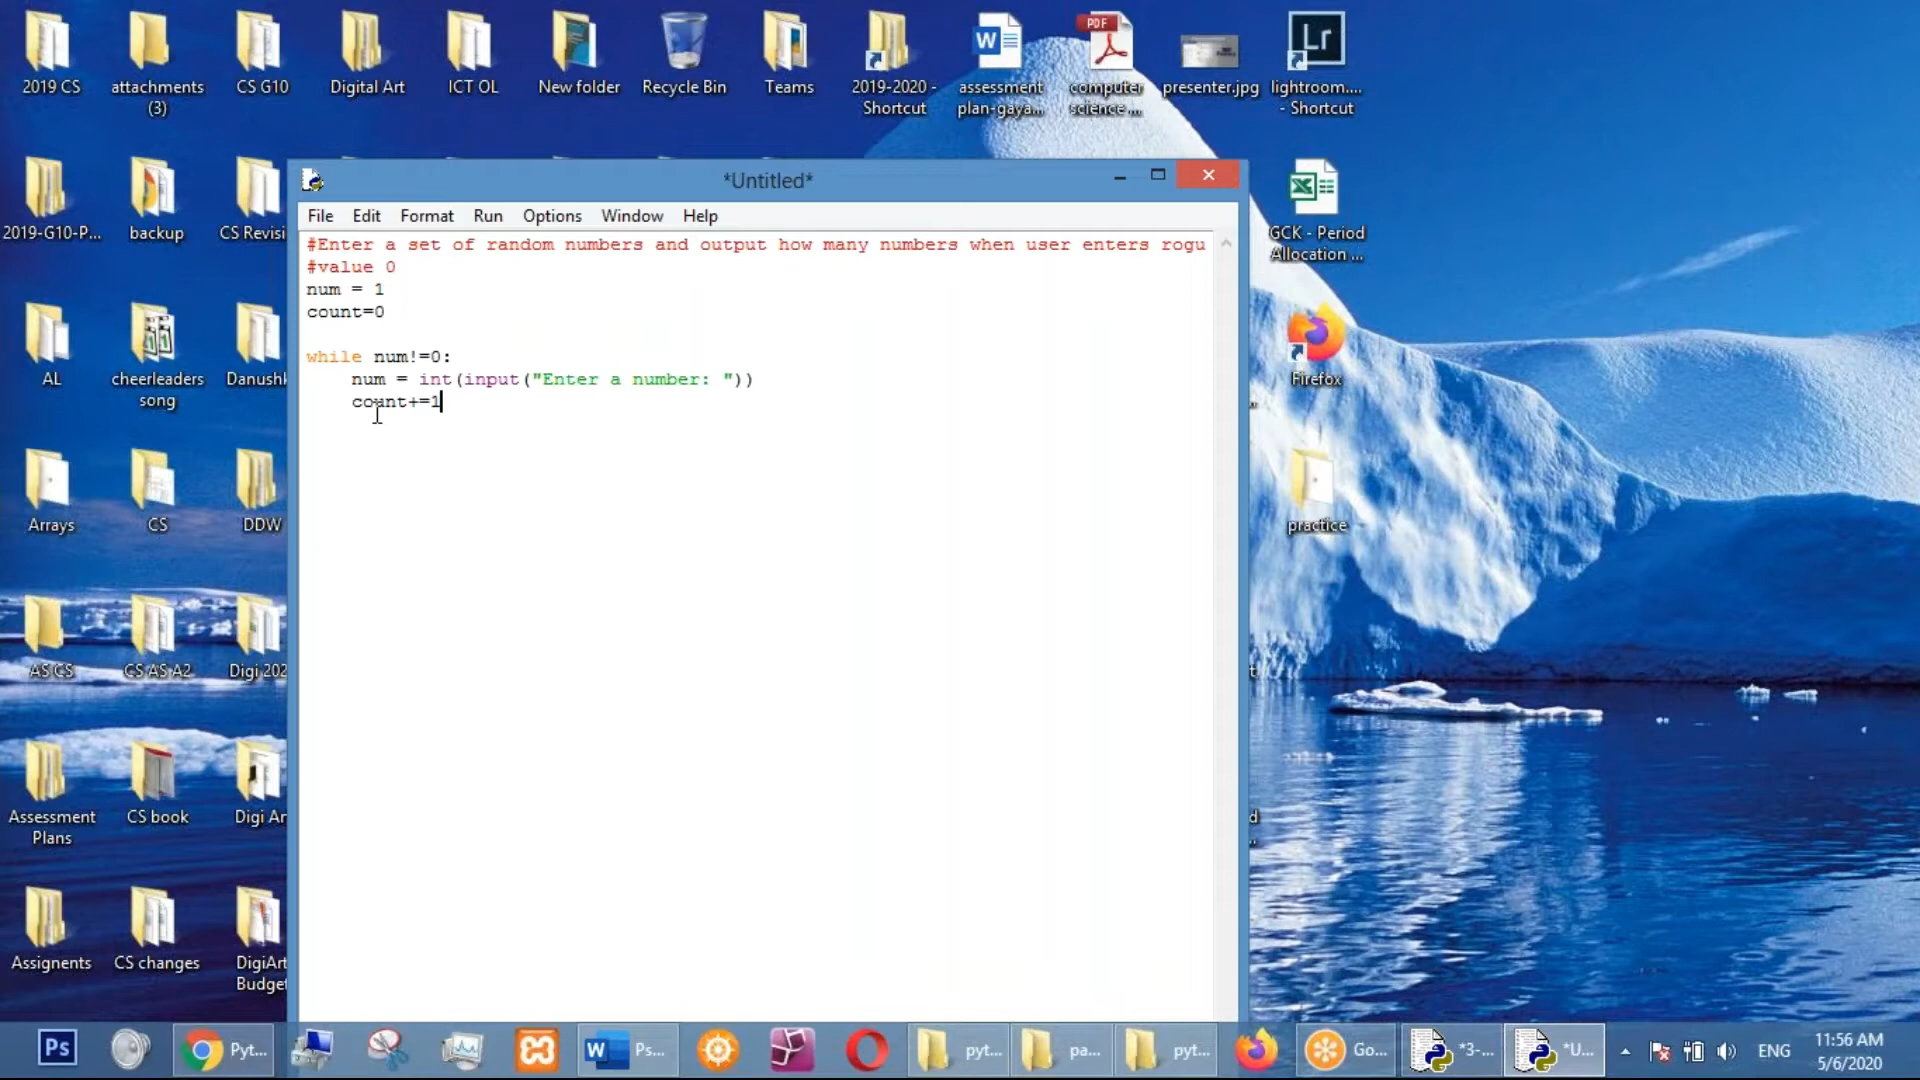 2019 CS
attachments
(3)
CS G10
Digital Art
ICT OL
New folder
Recycle Bin
Teams
2019-2020 -
Shortcut
assessment
plan-gaya...
PDF
computer
science ...
presenter.jpg
Lr
lightroom....
- Shortcut
2019-G10-P...
backup
CS Revisi
*Untitled*
GCK - Period
Allocation ...
File Edit Format Run Options Window Help
#Enter a set of random numbers and output how many numbers when user enters rogu
#value 0
num = 1
count=0
while num!=0:
num = int(input("Enter a number: "))
count+=1
AL
cheerleaders
song
Danushk
Firefox
Arrays
CS
DDW
practice
AS CS
CS AS A2
Digi 202
Assessment
Plans
CS book
Digi Ar
Assignents
CS changes
DigiArt
Budge
Ps
Pyt...
W
Ps...
pyt...
pa...
pyt...
Go...
*3-...
*U...
ENG
11:56 AM
5/6/2020